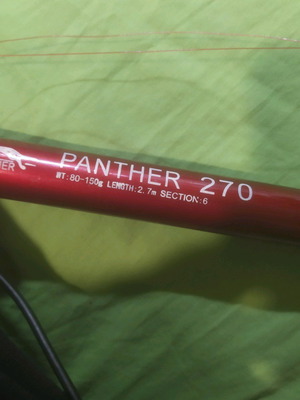 PANTHER 270
WT:80-150g LENGTH:2.7m SECTION:6